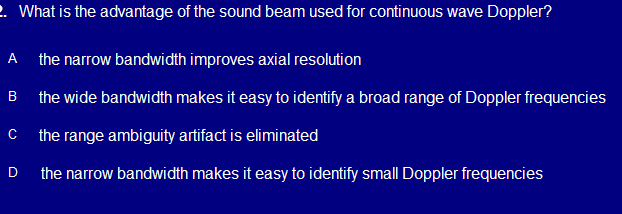 . What is the advantage of the sound beam used for continuous wave Doppler?
A the narrow bandwidth improves axial resolution
B the wide bandwidth makes it easy to identify a broad range of Doppler frequencies
C the range ambiguity artifact is eliminated
D the narrow bandwidth makes it easy to identify small Doppler frequencies